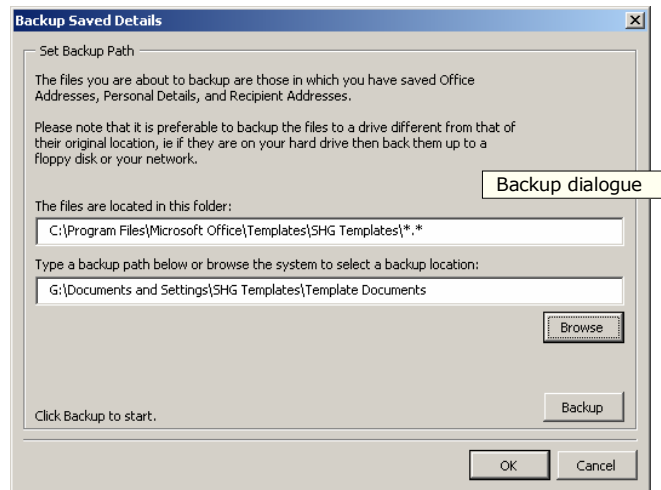 Backup Saved Details
Set Backup Path
The files you are about to backup are those in which you have saved Office
Addresses, Personal Details, and Recipient Addresses.
Please note that it is preferable to backup the files to a drive different from that of
their original location, ie if they are on your hard drive then back them up to a
floppy disk or your network.
Backup dialogue
The files are located in this folder:
C:\Program Files\Microsoft Office\Templates\SHG Templates\*.*
Type a backup path below or browse the system to select a backup location:
G:\Documents and Settings\SHG Templates\Template Documents
Browse
Backup
Click Backup to start.
OK
Cancel